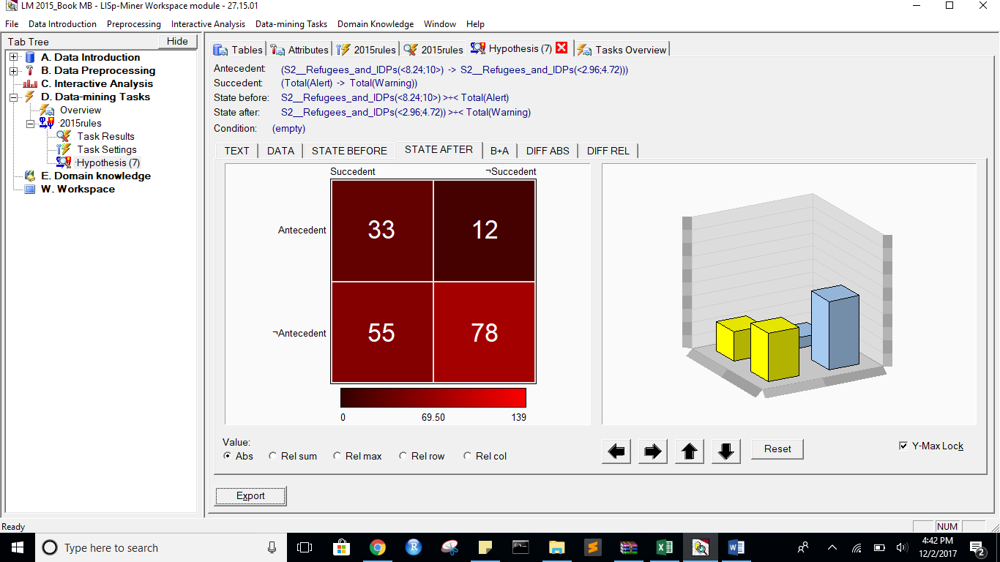 LM 2015_Book MB - LISp-Miner Workspace module - 27.15.01
File Data Introduction Preprocessing Interactive Analysis Data-mining Tasks Domain Knowledge Window Help
Tab Tree Hide
A. Data Introduction
B. Data Preprocessing
C. Interactive Analysis
D. Data-mining Tasks
Overview
·2015rules
Task Results
Task Settings
·Hypothesis (7)
E. Domain knowledge
W. Workspace
Tables Attributes 2015rules 2015rules Hypothesis (7) Tasks Overview
Antecedent: (S2__Refugees_and_IDPs(<8.24;10>) -> S2__Refugees_and_IDPs(<2.96;4.72)))
Succedent: (Total(Alert) -> Total(Warning))
State before: S2__Refugees_and_IDPs(<8.24;10>) >÷< Total(Alert)
State after: S2__Refugees_and_IDPs(<2.96;4.72)) >÷< Total(Warning)
Condition: (empty)
TEXT DATA STATE BEFORE STATE AFTER B+A DIFF ABS DIFF REL
Succedent ¬Succedent
Antecedent 33 12
¬Antecedent 55 78
0 69.50 139
Value:
Abs Rel sum Rel max Rel row Rel col
Reset
Y-Max Lock
Export
Ready
NUM
Type here to search
4:42 PM
12/2/2017
2